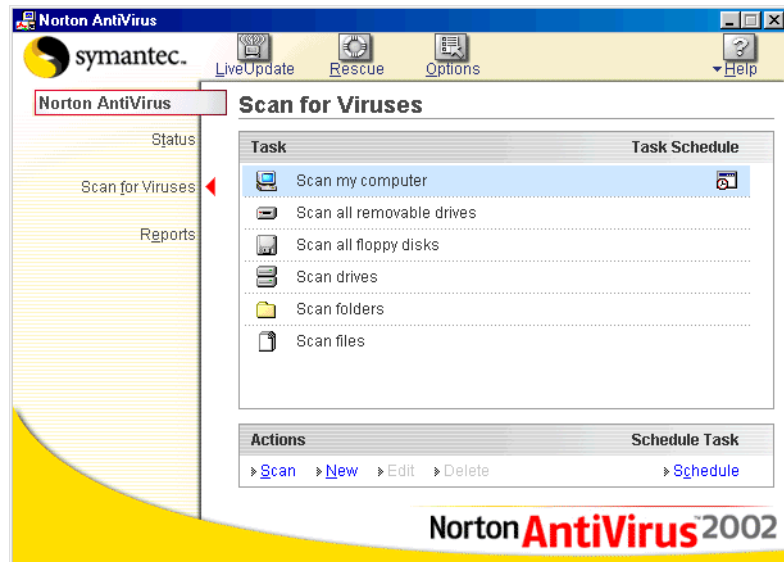 Norton AntiVirus
symantec.
LiveUpdate Rescue Options Help
Norton AntiVirus
Status
Scan for Viruses
Reports
Scan for Viruses
Task Task Schedule
Scan my computer
Scan all removable drives
Scan all floppy disks
Scan drives
Scan folders
Scan files
Actions Schedule Task
Scan New Edit Delete Schedule
Norton AntiVirus™2002